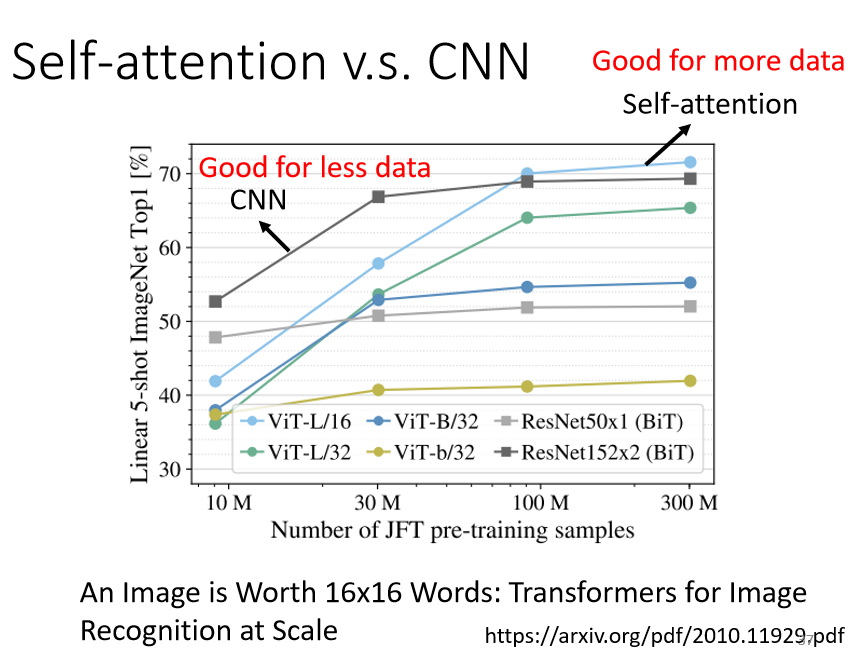 Self-attention v.s. CNN
Good for more data
Self-attention
Good for less data
CNN
Linear 5-shot ImageNet Top1 [%]
70
60
50
40
30
ViT-L/16 ViT-B/32 ResNet50x1 (BiT)
ViT-L/32 ViT-b/32 ResNet152x2 (BiT)
10 M 30 M 100 M 300 M
Number of JFT pre-training samples
An Image is Worth 16x16 Words: Transformers for Image
Recognition at Scale
https://arxiv.org/pdf/2010.11929.pdf
37